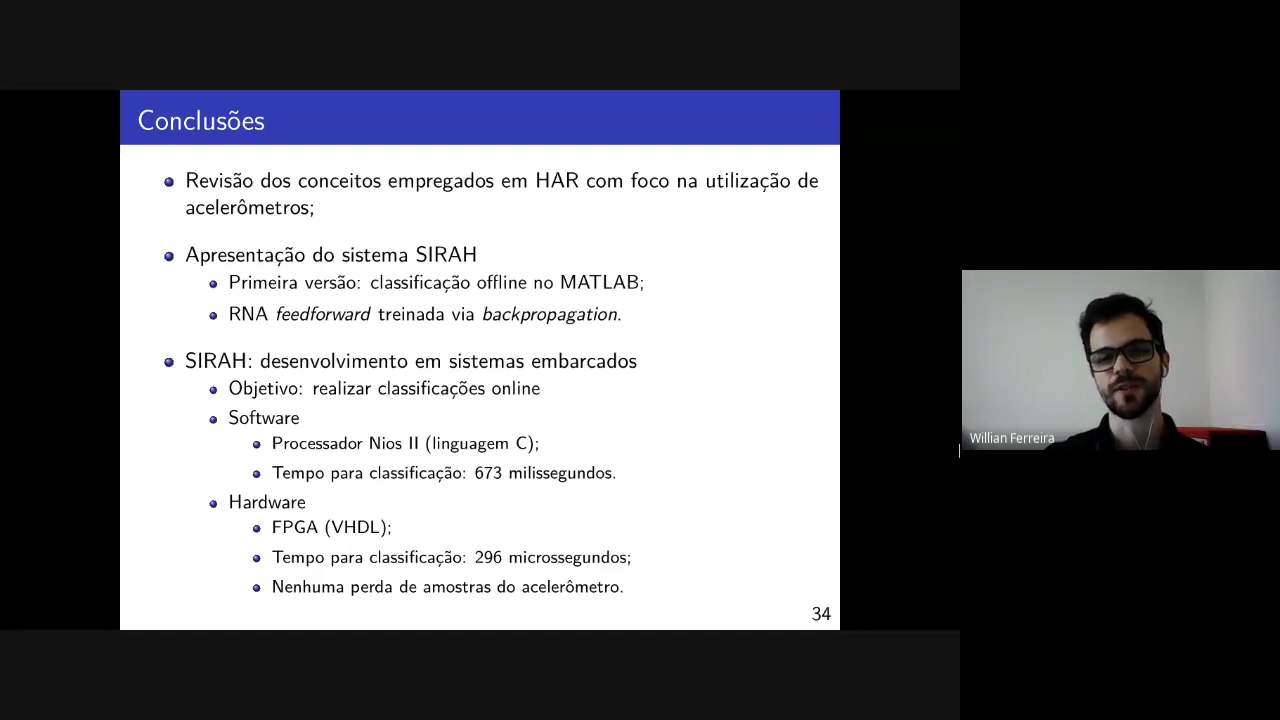 Conclusões
Revisão dos conceitos empregados em HAR com foco na utilização de
acelerômetros;
Apresentação do sistema SIRAH
Primeira versão: classificação offline no MATLAB;
RNA feedforward treinada via backpropagation.
SIRAH: desenvolvimento em sistemas embarcados
Objetivo: realizar classificações online
Software
Processador Nios II (linguagem C);
Tempo para classificação: 673 milissegundos.
Hardware
FPGA (VHDL);
Tempo para classificação: 296 microssegundos;
Nenhuma perda de amostras do acelerômetro.
34
Willian Ferreira